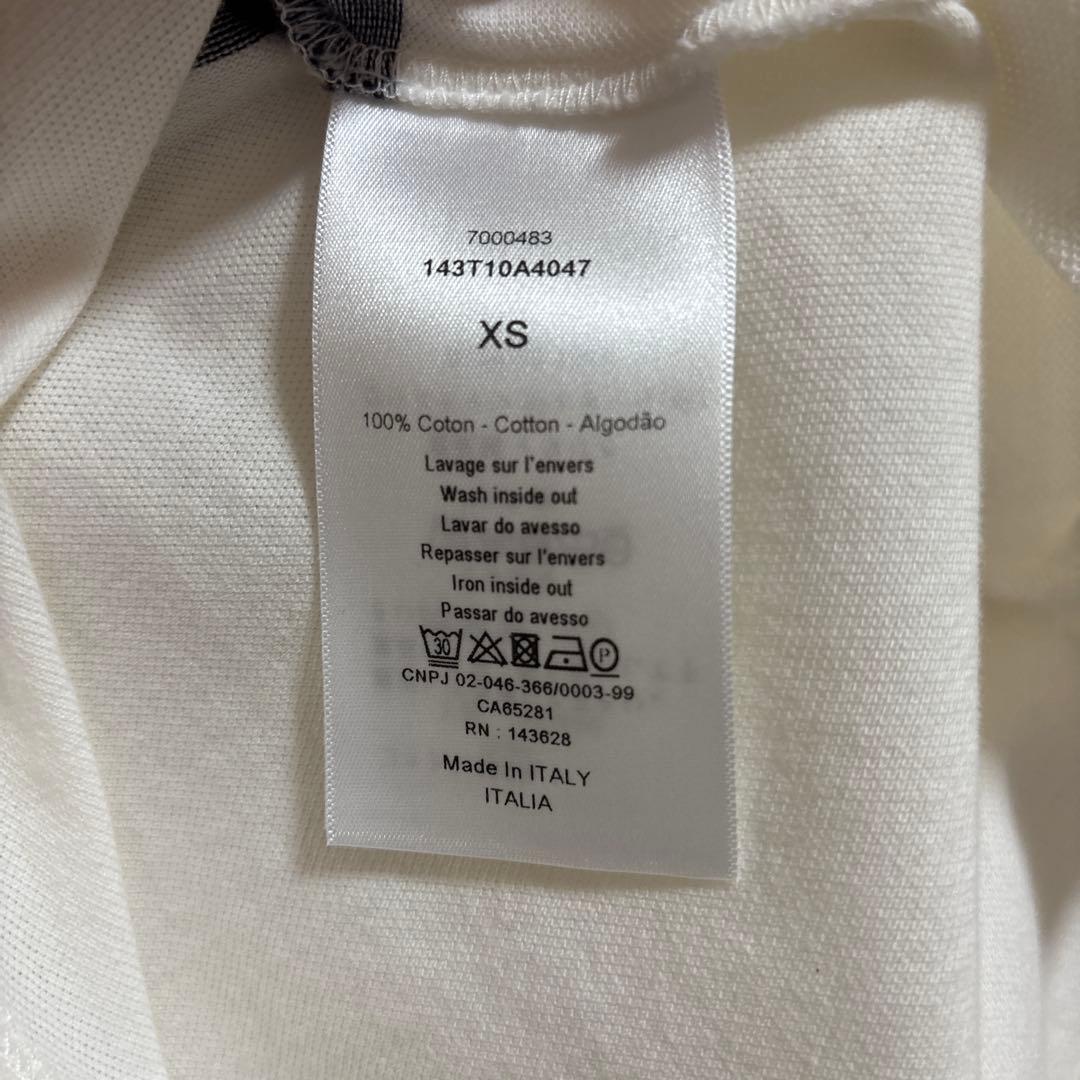 7000483
143T10A4047
XS
100% Coton - Cotton - Algodão
Lavage sur l'envers
Wash inside out
Lavar do avesso
Repasser sur l'envers
Iron inside out
Passar do avesso
30 P
CNPJ 02-046-366/0003-99
CA65281
RN : 143628
Made In ITALY
ITALIA